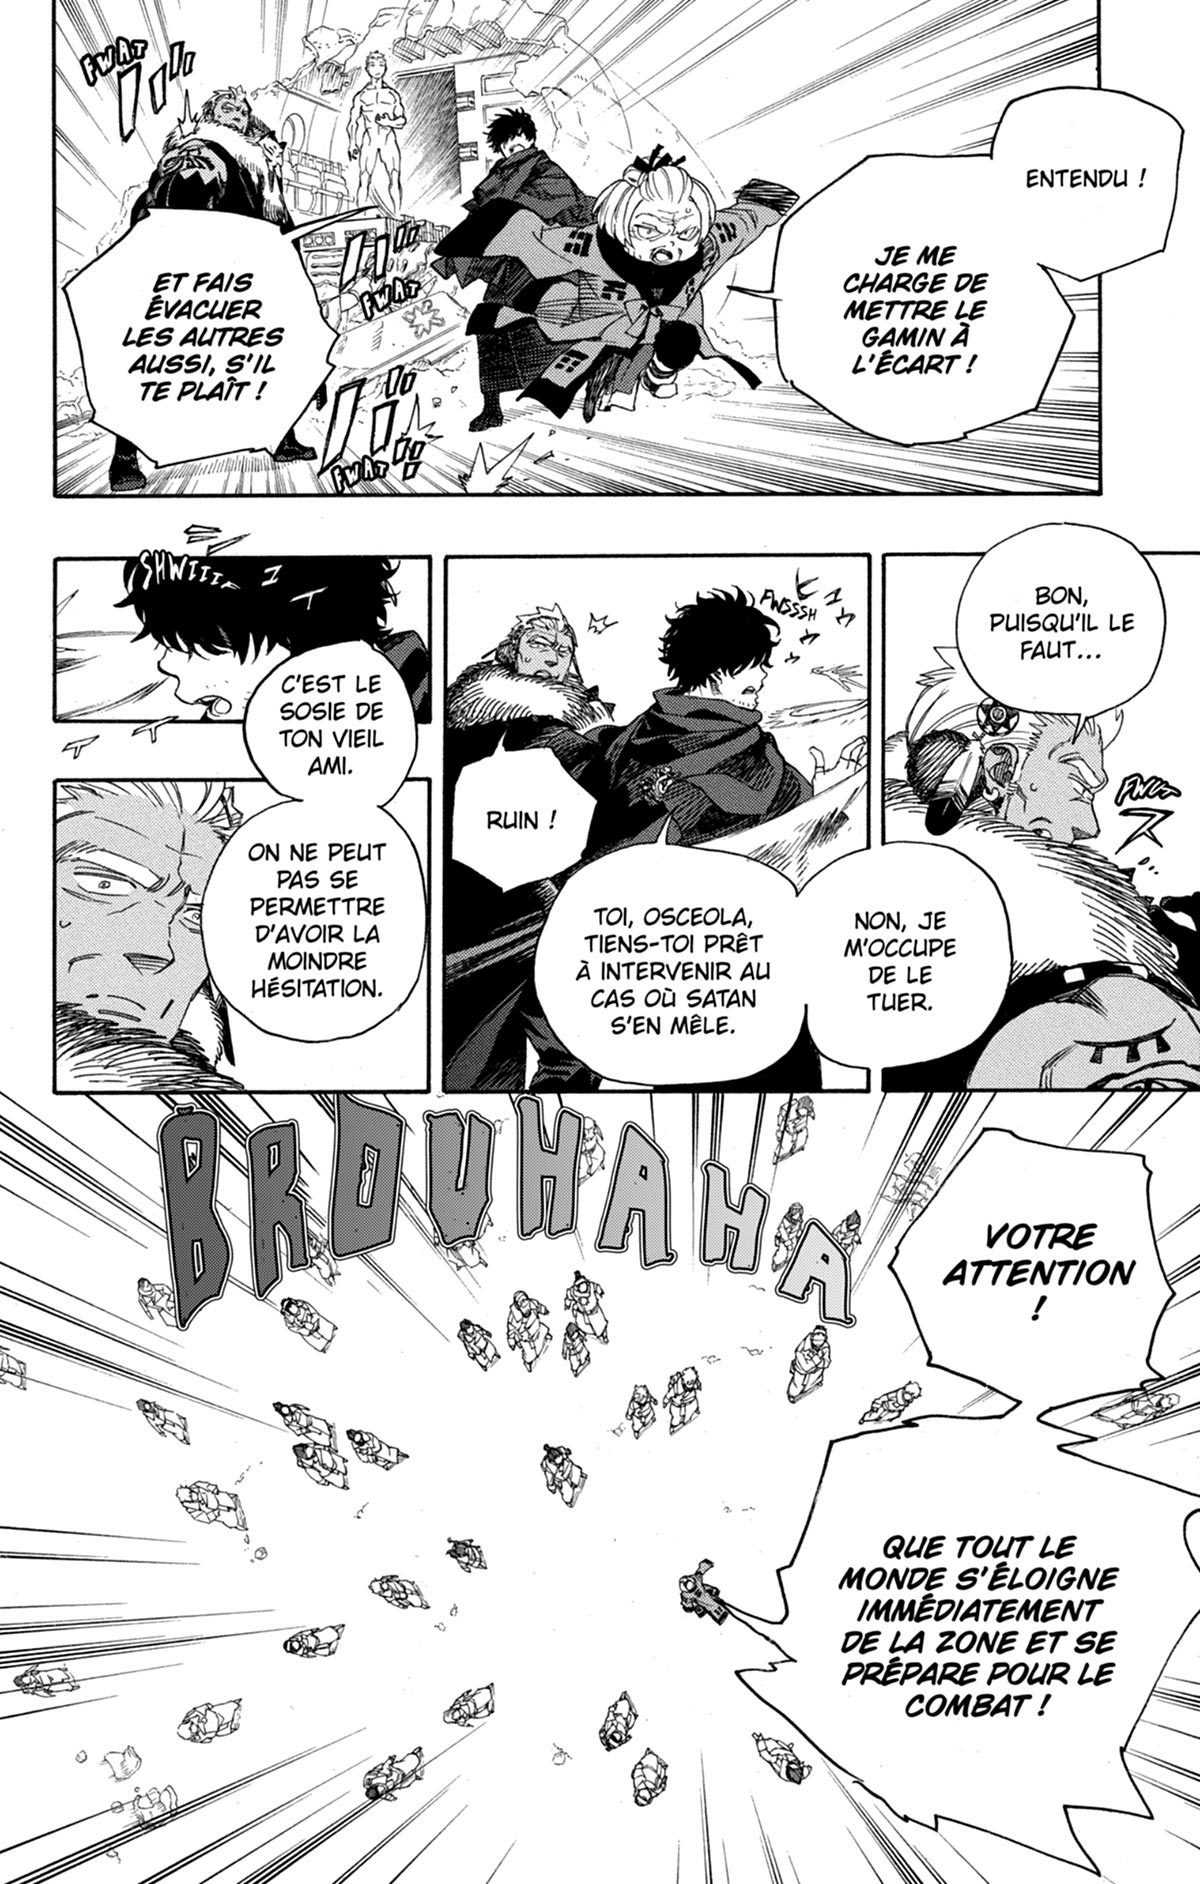 ENTENDU !
JE ME
CHARGE DE
METTRE LE
GAMIN À
L'ÉCART !
FWAT
FWAT
FWAT
ET FAIS
ÉVACUER
LES AUTRES
AUSSI, S'IL
TE PLAÎT !
BON,
PUISQU'IL LE
FAUT...
NON, JE
M'OCCUPE
DE LE
TUER.
FWSSSH
RUIN !
TOI, OSCEOLA,
TIENS-TOI PRÊT
À INTERVENIR AU
CAS OÙ SATAN
S'EN MÊLE.
C'EST LE
SOSIE DE
TON VIEIL
AMI.
ON NE PEUT
PAS SE
PERMETTRE
D'AVOIR LA
MOINDRE
HÉSITATION.
BROUHAHA
VOTRE
ATTENTION
!
QUE TOUT LE
MONDE S'ÉLOIGNE
IMMÉDIATEMENT
DE LA ZONE ET SE
PRÉPARE POUR LE
COMBAT !